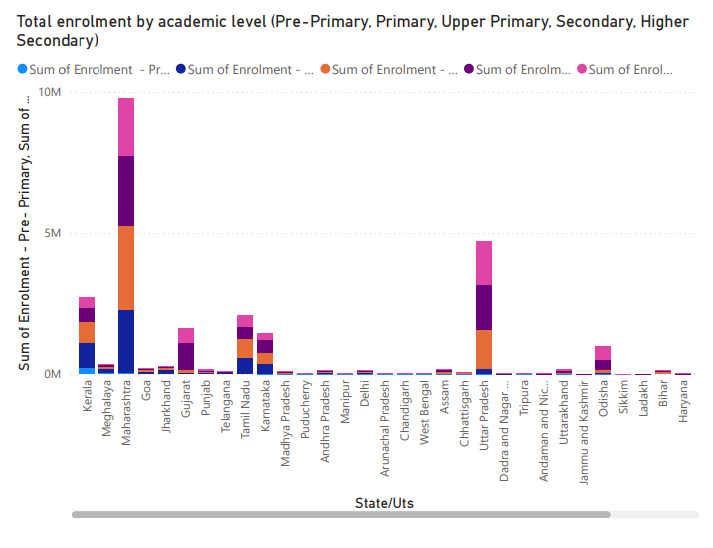 Total enrolment by academic level (Pre-Primary, Primary, Upper Primary, Secondary, Higher
Secondary)
Sum of Enrolment - Pr... Sum of Enrolment - ... Sum of Enrolment - ... Sum of Enrolm... Sum of Enrol...
Sum of Enrolment - Pre- Primary, Sum of ...
10M
5M
0M
Kerala
Meghalaya
Maharashtra
Goa
Jharkhand
Gujarat
Punjab
Telangana
Tamil Nadu
Karnataka
Madhya Pradesh
Puducherry
Andhra Pradesh
Manipur
Delhi
Arunachal Pradesh
Chandigarh
West Bengal
Assam
Chhattisgarh
Uttar Pradesh
Dadra and Nagar ...
Tripura
Andaman and Nic...
Uttarakhand
Jammu and Kashmir
Odisha
Sikkim
Ladakh
Bihar
Haryana
State/Uts